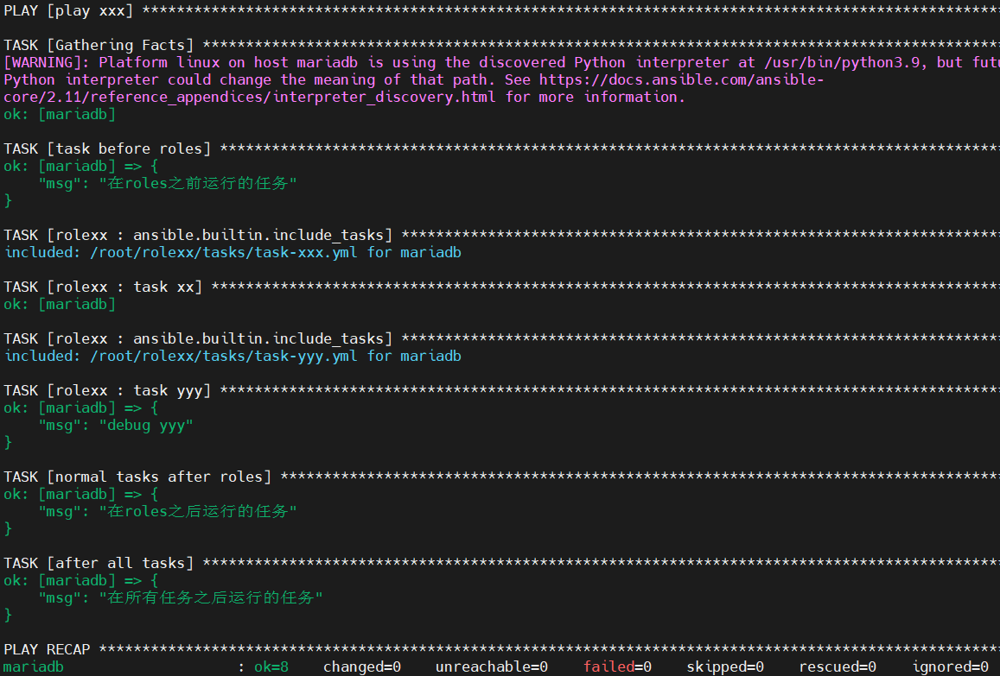 PLAY [play xxx] ****************************************************************************************************
TASK [Gathering Facts] *********************************************************************************************
[WARNING]: Platform linux on host mariadb is using the discovered Python interpreter at /usr/bin/python3.9, but futu
Python interpreter could change the meaning of that path. See https://docs.ansible.com/ansible-
core/2.11/reference_appendices/interpreter_discovery.html for more information.
ok: [mariadb]
TASK [task before roles] *******************************************************************************************
ok: [mariadb] => {
    "msg": "在roles之前运行的任务"
}
TASK [rolexx : ansible.builtin.include_tasks] **********************************************************************
included: /root/rolexx/tasks/task-xxx.yml for mariadb
TASK [rolexx : task xx] ********************************************************************************************
ok: [mariadb]
TASK [rolexx : ansible.builtin.include_tasks] **********************************************************************
included: /root/rolexx/tasks/task-yyy.yml for mariadb
TASK [rolexx : task yyy] *******************************************************************************************
ok: [mariadb] => {
    "msg": "debug yyy"
}
TASK [normal tasks after roles] ************************************************************************************
ok: [mariadb] => {
    "msg": "在roles之后运行的任务"
}
TASK [after all tasks] *********************************************************************************************
ok: [mariadb] => {
    "msg": "在所有任务之后运行的任务"
}
PLAY RECAP *********************************************************************************************************
mariadb                    : ok=8    changed=0    unreachable=0    failed=0    skipped=0    rescued=0    ignored=0